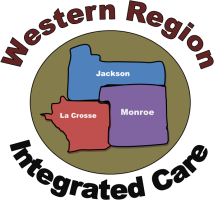 Western Region
Jackson
La Crosse
Monroe
Integrated Care